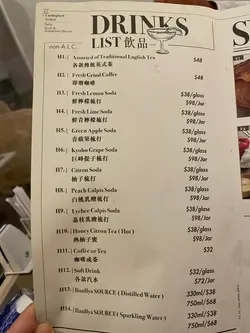 DRINKS
LIST 飲品
non-A.L.C.
H1. | Assorted of Traditional English Tea $48
各款傳統英式茶
H2. | Fresh Grind Coffee $48
即磨咖啡
H3. | Fresh Lemon Soda $38/glass
鮮檸檬梳打 $98/Jar
H4. | Fresh Lime Soda $38/glass
鮮青檸檬梳打 $98/Jar
H5. | Green Apple Soda $38/glass
青蘋果梳打 $98/Jar
H6. | Kyoho Grape Soda $38/glass
巨峰提子梳打 $98/Jar
H7. | Citron Soda $38/glass
柚子梳打 $98/Jar
H8. | Peach Calpis Soda $38/glass
白桃乳酸梳打 $98/Jar
H9. | Lychee Calpis Soda $38/glass
荔枝乳酸梳打 $98/Jar
H10. | Honey Citron Tea (Hot) $38/glass
熱柚子蜜 $98/Jar
H11. | Coffee or Tea $32
咖啡或茶
H12. | Soft Drink $32/glass
各款汽水 $72/Jar
H13. | Hualiya SOURCE (Distilled Water) 330ml/$38
750ml/$68
H14. | Hualiya SOURCE (Sparkling Water) 330ml/$38
750ml/$68